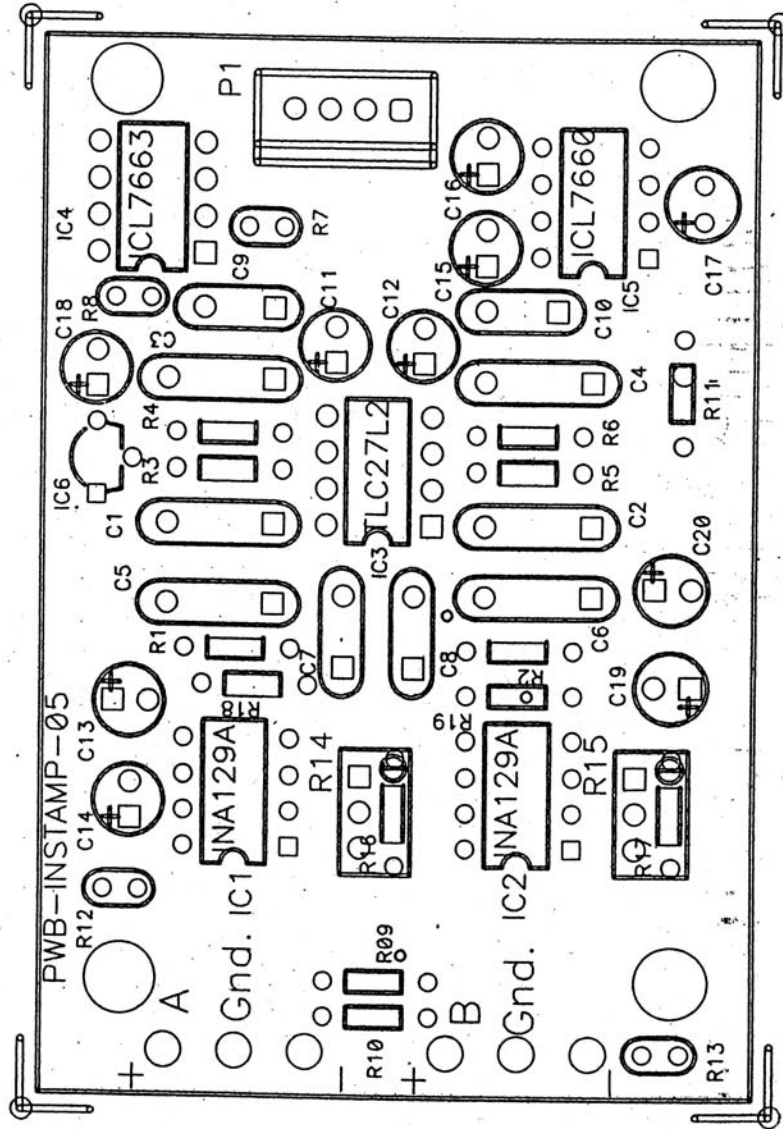 P1
IC4
ICL7663
R7
C9
R8
C18
C3
C11
C12
C16
C15
ICL7660
IC5
C17
C10
C4
R11
R4
R3
IC6
C1
C5
TLC27L2
IC3
R6
R5
C2
C20
R1
C7
C8
C6
R2
C19
R18
R19
PWB-INSTAMP-05
C13
C14
INA129A
R14
R16
INA129A
R15
R17
R12
IC1
IC2
A
Gnd.
R09
B
Gnd.
R10
R13
+
-
+
-